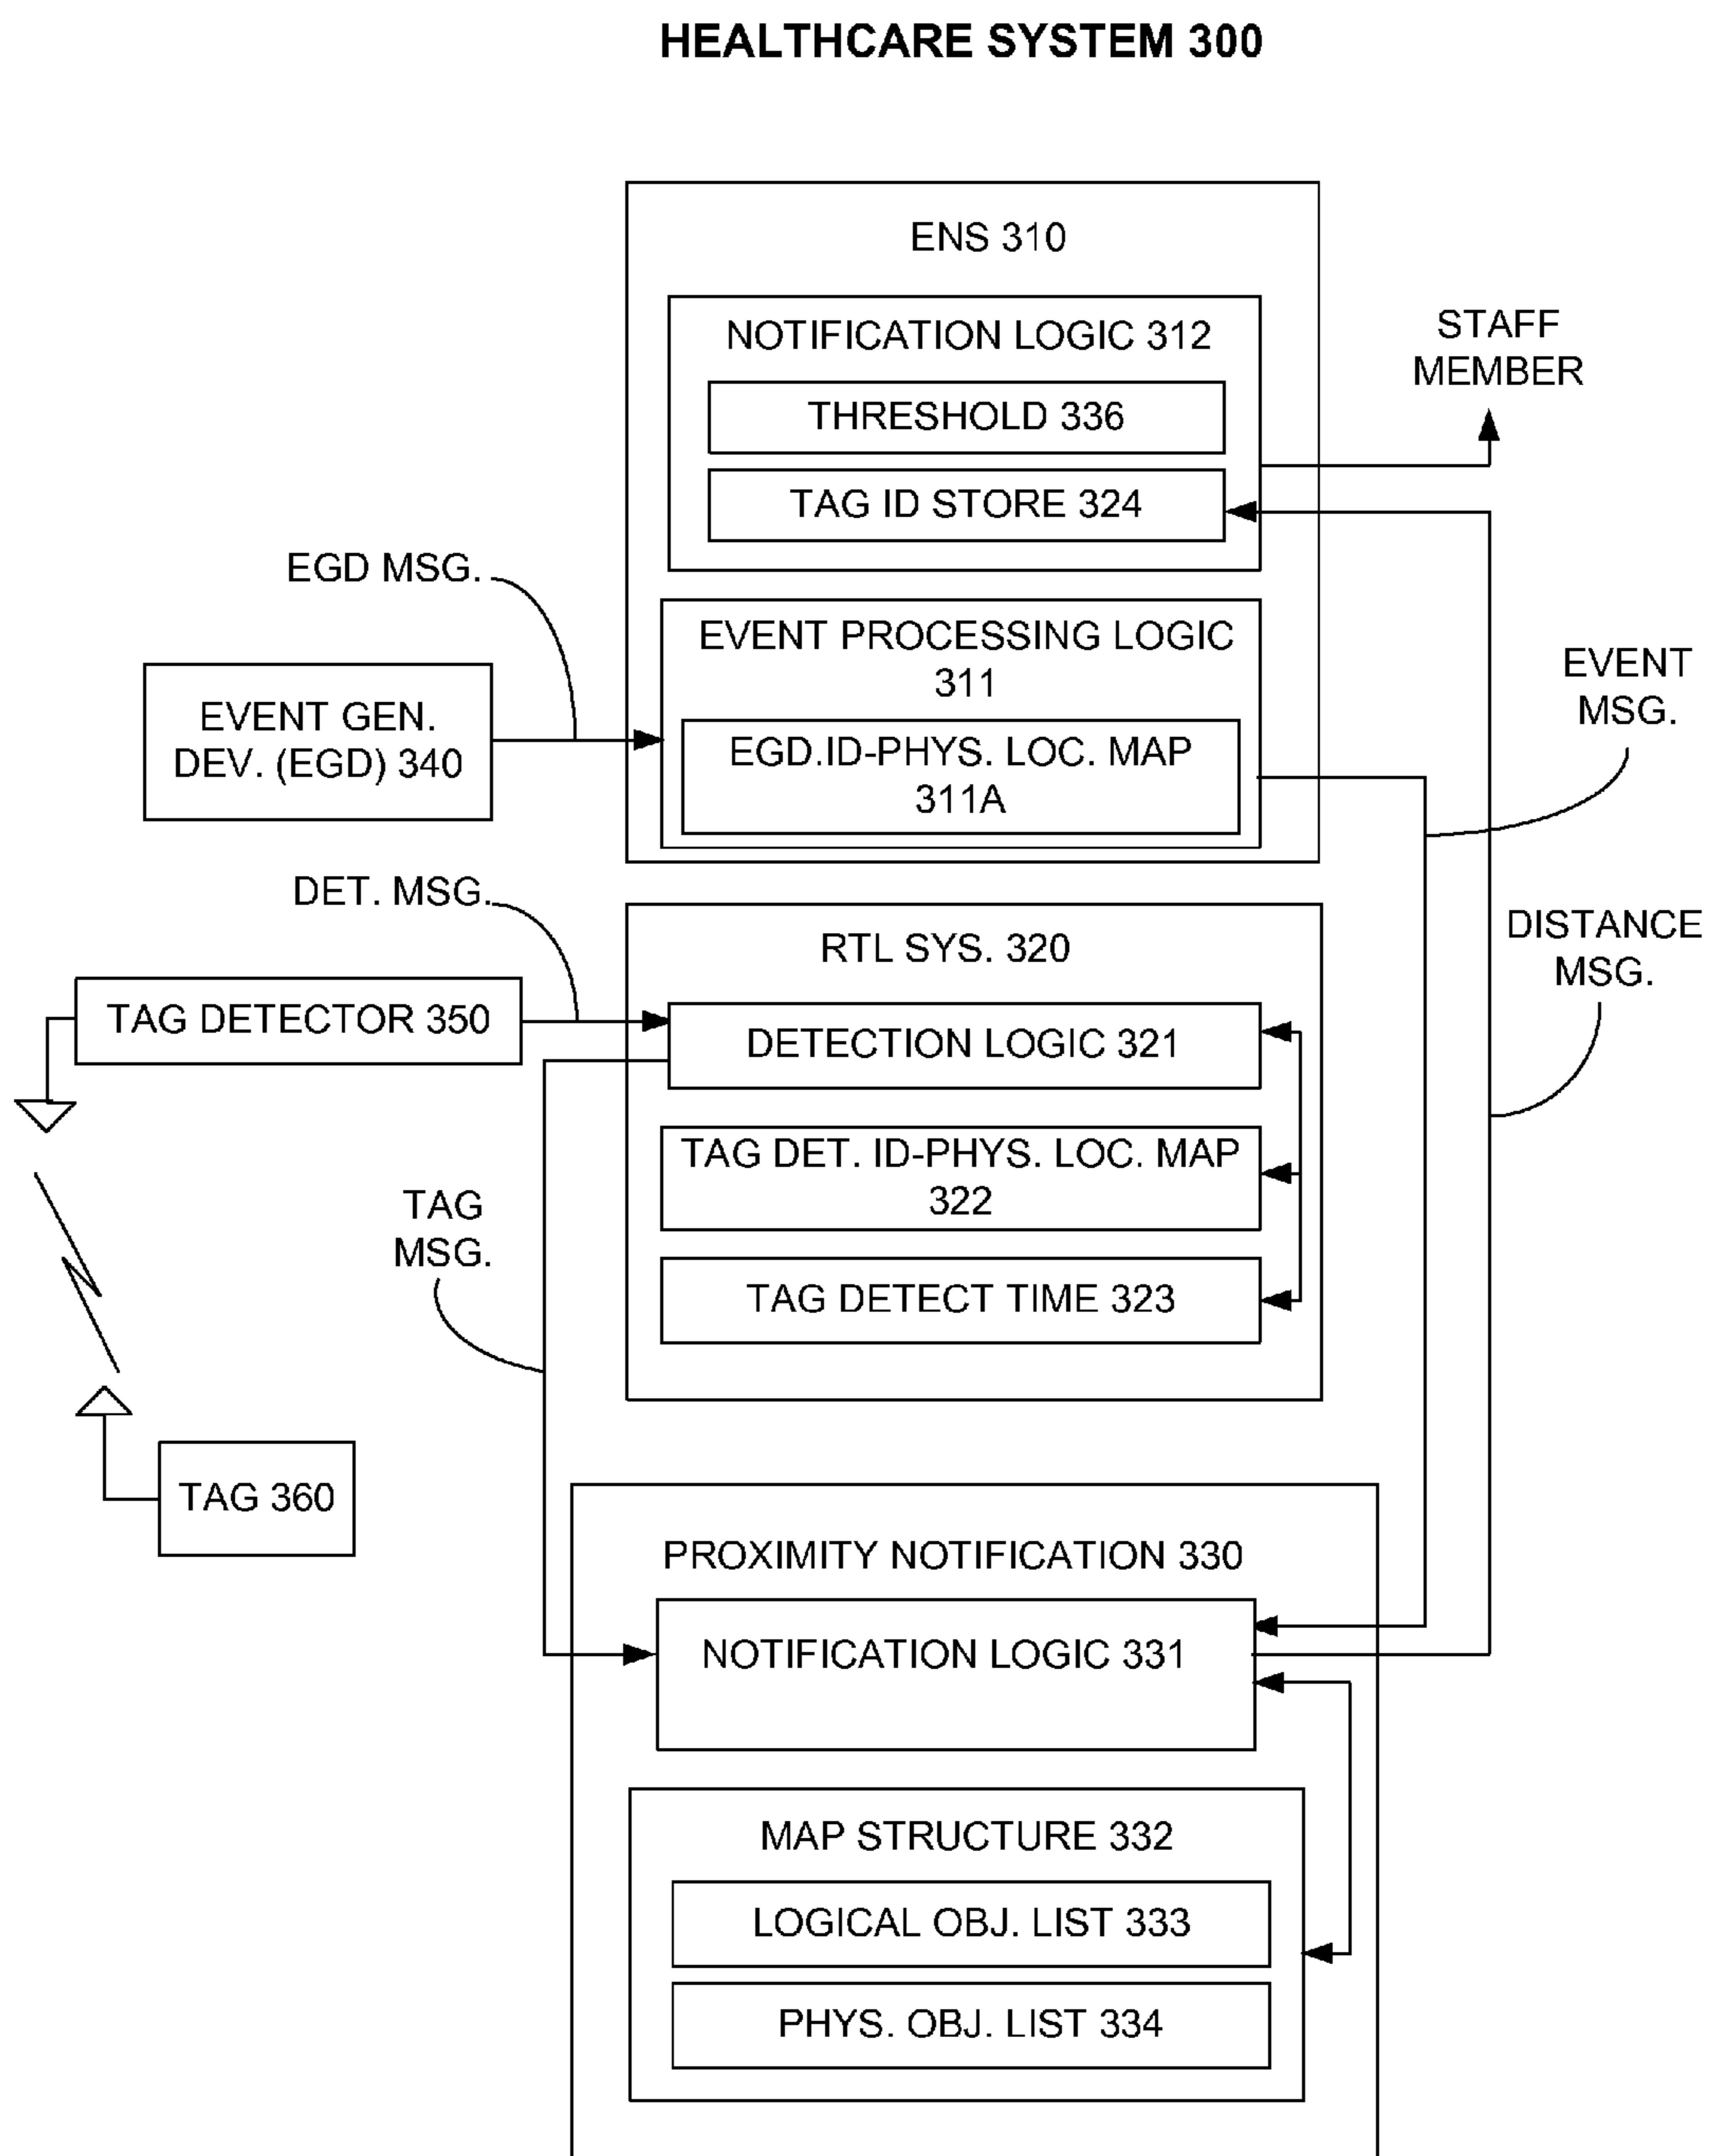 HEALTHCARE SYSTEM 300
ENS 310
NOTIFICATION LOGIC 312
THRESHOLD 336
TAG ID STORE 324
STAFF
MEMBER
EGD MSG.
EVENT PROCESSING LOGIC
311
EGD.ID-PHYS. LOC. MAP
311A
EVENT GEN.
DEV. (EGD) 340
EVENT
MSG.
DET. MSG.
RTL SYS. 320
DISTANCE
MSG.
TAG DETECTOR 350
DETECTION LOGIC 321
TAG DET. ID-PHYS. LOC. MAP
322
TAG
MSG.
TAG DETECT TIME 323
TAG 360
PROXIMITY NOTIFICATION 330
NOTIFICATION LOGIC 331
MAP STRUCTURE 332
LOGICAL OBJ. LIST 333
PHYS. OBJ. LIST 334